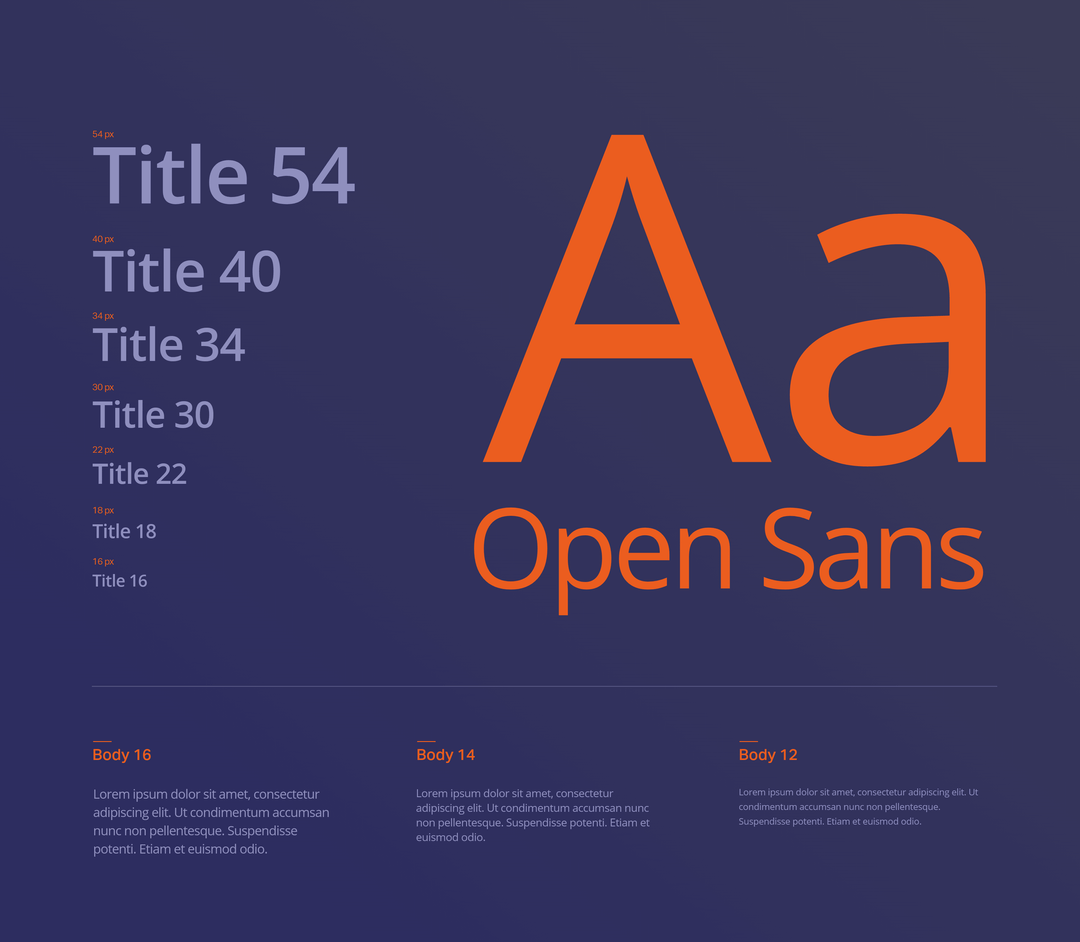 54 px
Title 54
40 px
Title 40
34 px
Title 34
30 px
Title 30
22 px
Title 22
18 px
Title 18
16 px
Title 16
Aa
Open Sans
Body 16
Lorem ipsum dolor sit amet, consectetur
adipiscing elit. Ut condimentum accumsan
nunc non pellentesque. Suspendisse
potenti. Etiam et euismod odio.
Body 14
Lorem ipsum dolor sit amet, consectetur
adipiscing elit. Ut condimentum accumsan nunc
non pellentesque. Suspendisse potenti. Etiam et
euismod odio.
Body 12
Lorem ipsum dolor sit amet, consectetur adipiscing elit. Ut
condimentum accumsan nunc non pellentesque.
Suspendisse potenti. Etiam et euismod odio.